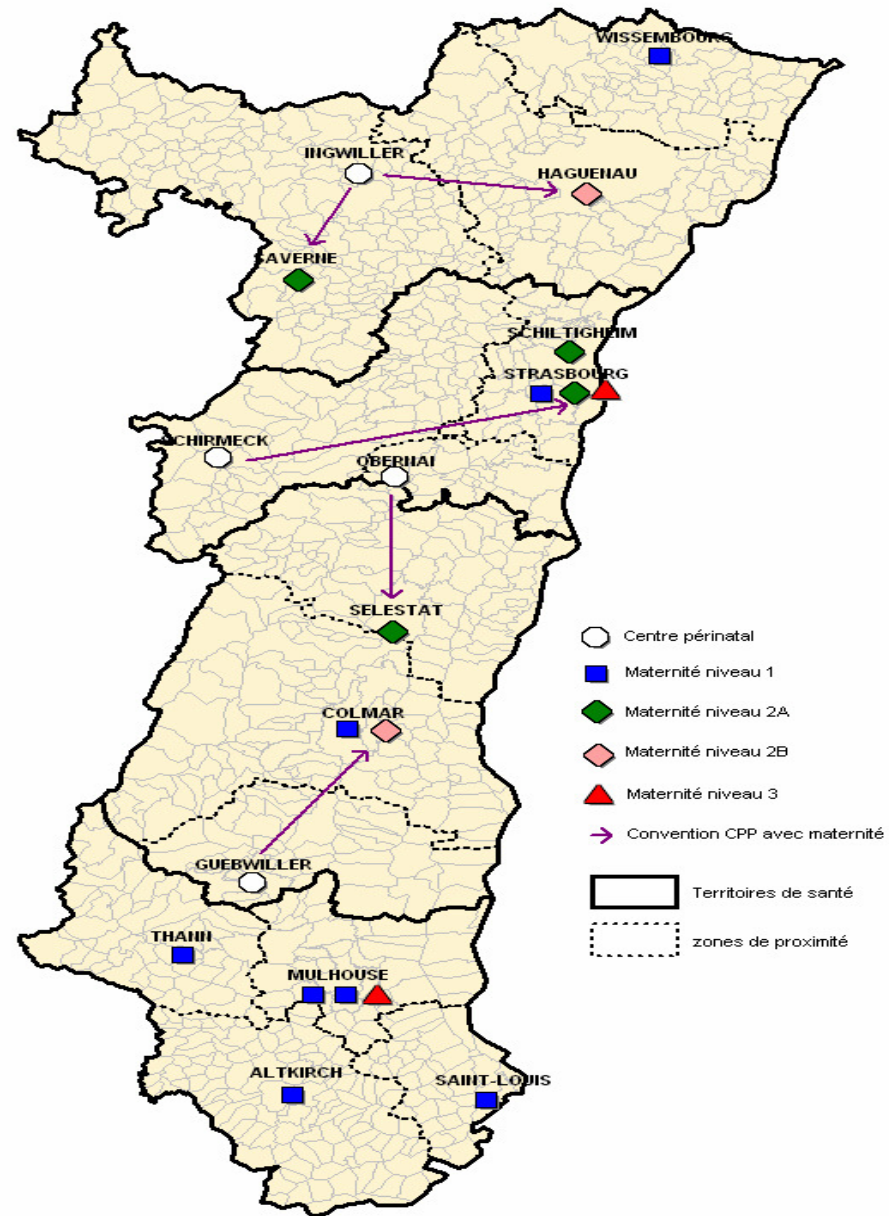 WISSEMBOURG
INGWILLER
HAGUENAU
SAVERNE
SCHILTIGHEIM
STRASBOURG
SCHIRMECK
OBERNAI
SELESTAT
COLMAR
GUEBWILLER
THANN
MULHOUSE
ALTKIRCH
SAINT-LOUIS
Centre périnatal
Maternité niveau 1
Maternité niveau 2A
Maternité niveau 2B
Maternité niveau 3
Convention CPP avec maternité
Territoires de santé
zones de proximité